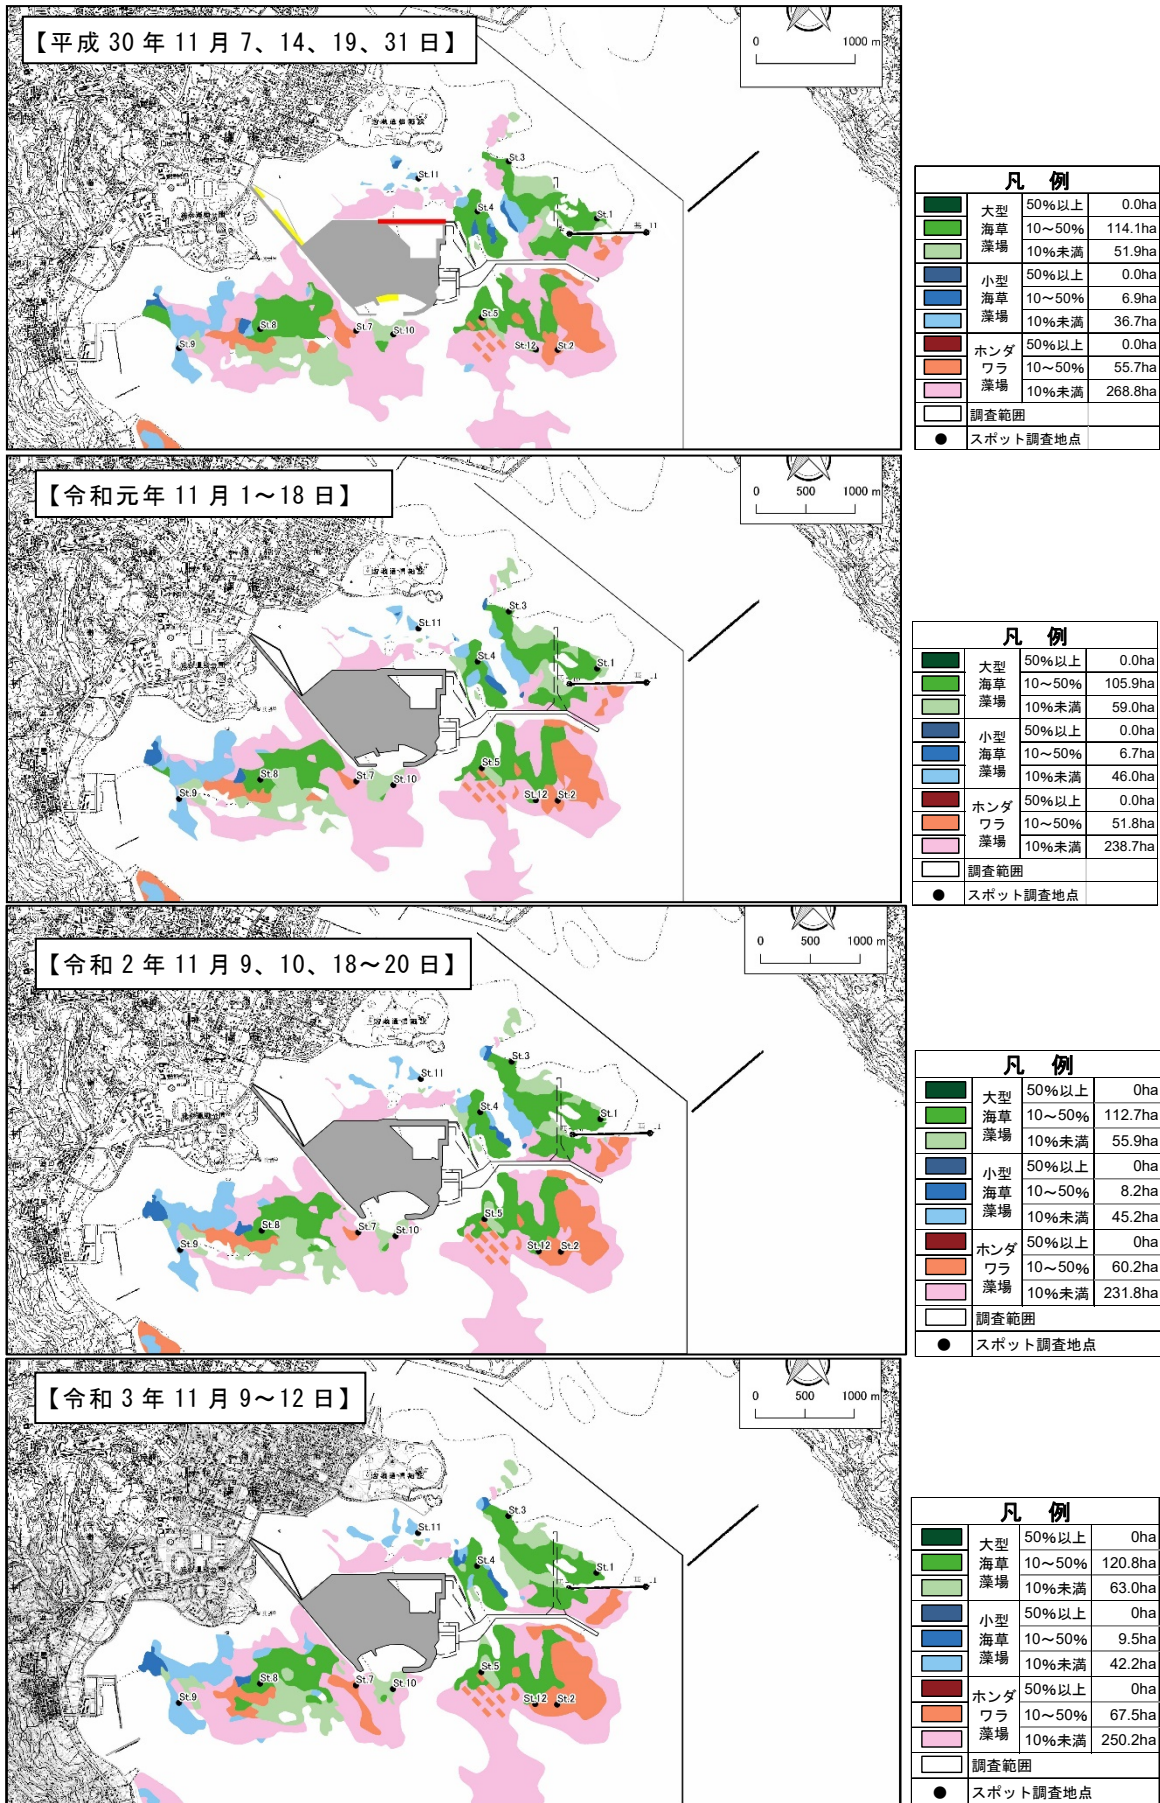 【平成 30 年 11 月 7、14、19、31 日】
0 1000 m
St.3
St.11
St.4
St.1
St.8
St.7
St.10
St.5
St.9
St.12
St.2
凡 例
大型海草藻場 50%以上 0.0ha
10～50% 114.1ha
10%未満 51.9ha
小型海草藻場 50%以上 0.0ha
10～50% 6.9ha
10%未満 36.7ha
ホンダワラ藻場 50%以上 0.0ha
10～50% 55.7ha
10%未満 268.8ha
調査範囲
スポット調査地点
【令和元年 11 月 1～18 日】
0 500 1000 m
St.3
St.11
St.4
St.1
St.8
St.7
St.10
St.5
St.9
St.12
St.2
凡 例
大型海草藻場 50%以上 0.0ha
10～50% 105.9ha
10%未満 59.0ha
小型海草藻場 50%以上 0.0ha
10～50% 6.7ha
10%未満 46.0ha
ホンダワラ藻場 50%以上 0.0ha
10～50% 51.8ha
10%未満 238.7ha
調査範囲
スポット調査地点
【令和 2 年 11 月 9、10、18～20 日】
0 500 1000 m
St.3
St.11
St.4
St.1
St.8
St.7
St.10
St.5
St.9
St.12
St.2
凡 例
大型海草藻場 50%以上 0ha
10～50% 112.7ha
10%未満 55.9ha
小型海草藻場 50%以上 0ha
10～50% 8.2ha
10%未満 45.2ha
ホンダワラ藻場 50%以上 0ha
10～50% 60.2ha
10%未満 231.8ha
調査範囲
スポット調査地点
【令和 3 年 11 月 9～12 日】
0 500 1000 m
St.3
St.11
St.4
St.1
St.8
St.7
St.10
St.5
St.9
St.12
St.2
凡 例
大型海草藻場 50%以上 0ha
10～50% 120.8ha
10%未満 63.0ha
小型海草藻場 50%以上 0ha
10～50% 9.5ha
10%未満 42.2ha
ホンダワラ藻場 50%以上 0ha
10～50% 67.5ha
10%未満 250.2ha
調査範囲
スポット調査地点